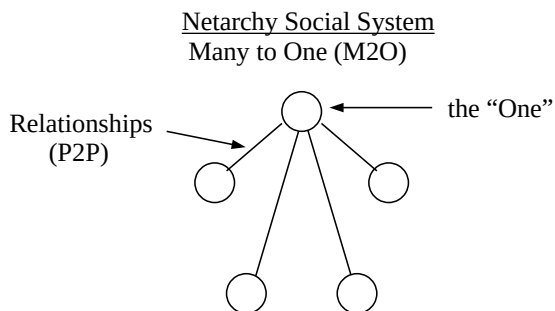 Netarchy Social System
Many to One (M2O)
the “One”
Relationships
(P2P)